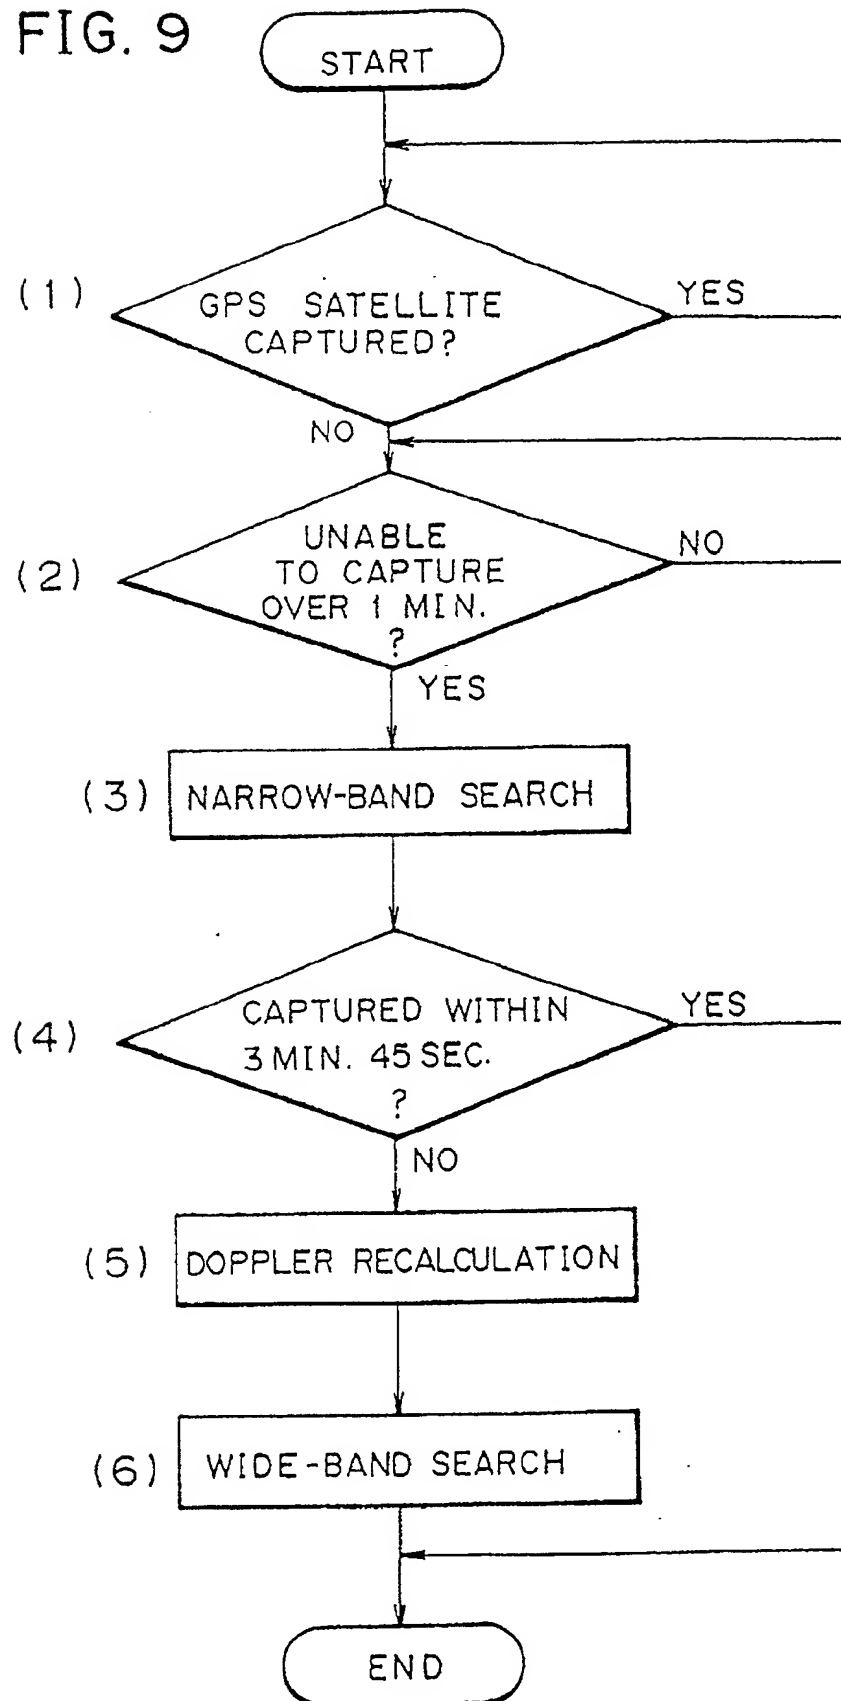 FIG. 9
START
(1)
GPS SATELLITE
CAPTURED?
YES
NO
(2)
UNABLE
TO CAPTURE
OVER 1 MIN.
?
NO
YES
(3)
NARROW-BAND SEARCH
(4)
CAPTURED WITHIN
3 MIN. 45 SEC.
?
YES
NO
(5)
DOPPLER RECALCULATION
(6)
WIDE-BAND SEARCH
END